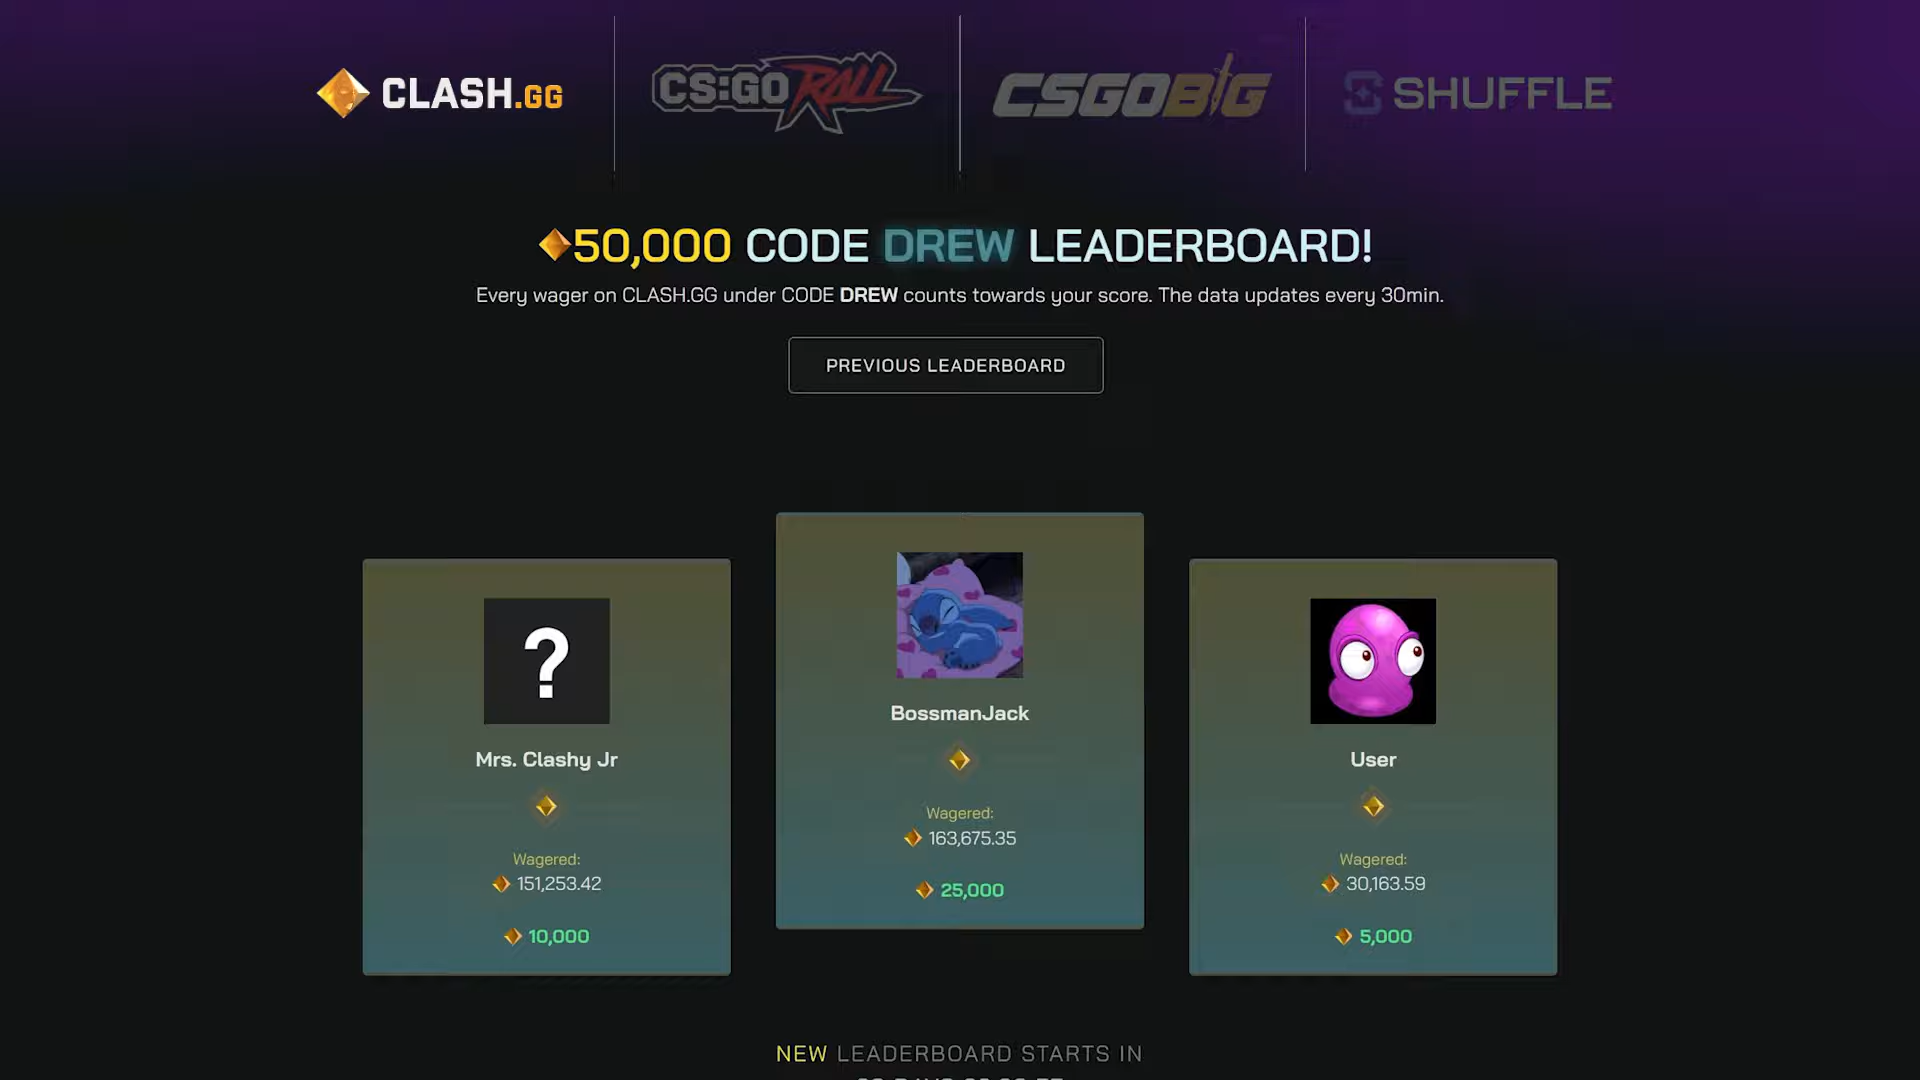 CLASH.GG
CS:GO ROLL
CSGOBIG
SHUFFLE
50,000 CODE DREW LEADERBOARD!
Every wager on CLASH.GG under CODE DREW counts towards your score. The data updates every 30min.
PREVIOUS LEADERBOARD
?
Mrs. Clashy Jr
Wagered:
151,253.42
10,000
BossmanJack
Wagered:
163,675.35
25,000
User
Wagered:
30,163.59
5,000
NEW LEADERBOARD STARTS IN